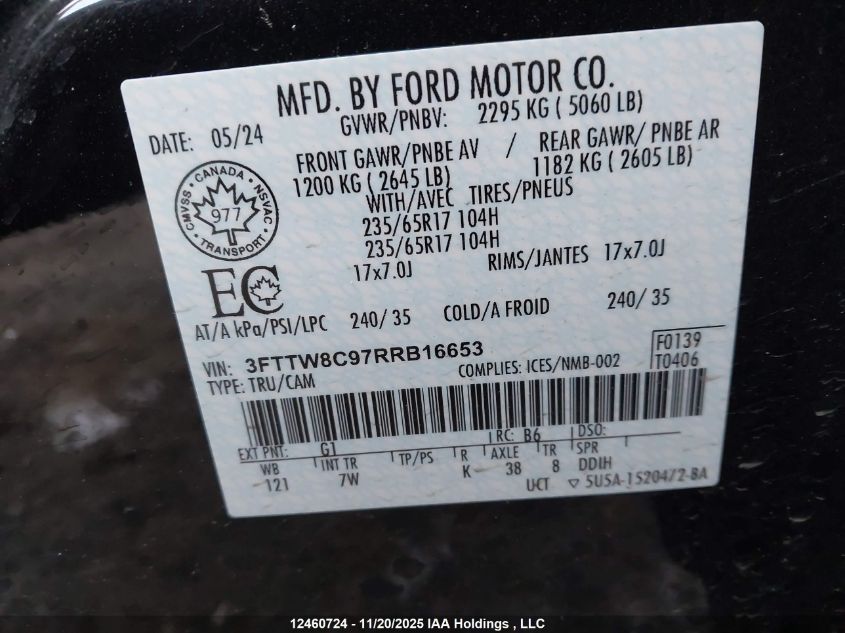 MFD. BY FORD MOTOR CO.
DATE: 05/24 GVWR/PNBV: 2295 KG ( 5060 LB)
FRONT GAWR/PNBE AV / REAR GAWR/ PNBE AR
1200 KG ( 2645 LB) 1182 KG ( 2605 LB)
WITH/AVEC TIRES/PNEUS
235/65R17 104H
235/65R17 104H
17x7.0J RIMS/JANTES 17x7.0J
CMVSS · CANADA · NSVAC
977
TRANSPORT
EC
AT/A kPa/PSI/LPC 240/ 35 COLD/A FROID 240/ 35
VIN: 3FTTW8C97RRB16653 F0139
TYPE: TRU/CAM COMPLIES: ICES/NMB-002 T0406
EXT PNT: G1 RC: B6 DSO:
WB INT TR TP/PS R AXLE TR SPR
121 7W K 38 8 DDIH
UCT ▽ 5U5A-15204/2-BA
12460724 - 11/20/2025 IAA Holdings , LLC